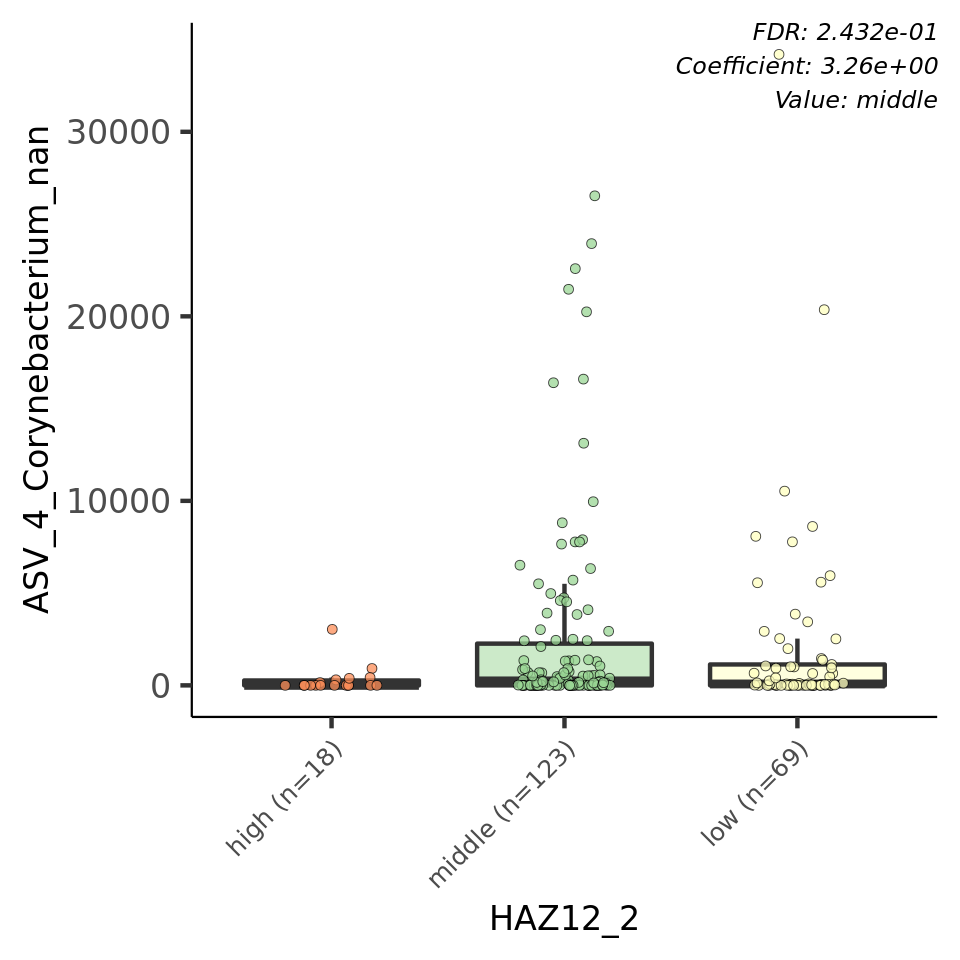 FDR: 2.432e-01
Coefficient: 3.26e+00
Value: middle
ASV_4_Corynebacterium_nan
30000
20000
10000
0
high (n=18)
middle (n=123)
low (n=69)
HAZ12_2